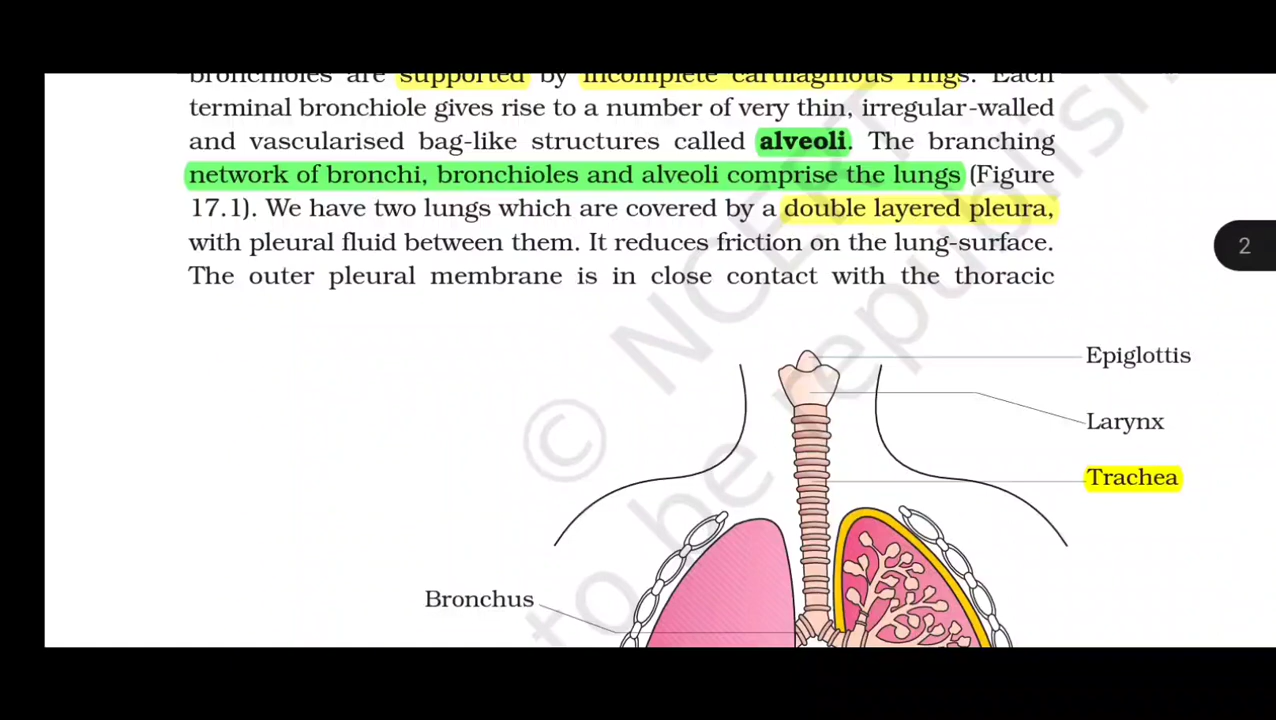 bronchioles are supported by incomplete cartilaginous rings. Each
terminal bronchiole gives rise to a number of very thin, irregular-walled
and vascularised bag-like structures called alveoli. The branching
network of bronchi, bronchioles and alveoli comprise the lungs (Figure
17.1). We have two lungs which are covered by a double layered pleura,
with pleural fluid between them. It reduces friction on the lung-surface.
The outer pleural membrane is in close contact with the thoracic
2
Epiglottis
Larynx
Trachea
Bronchus
© NCERT
to be republish